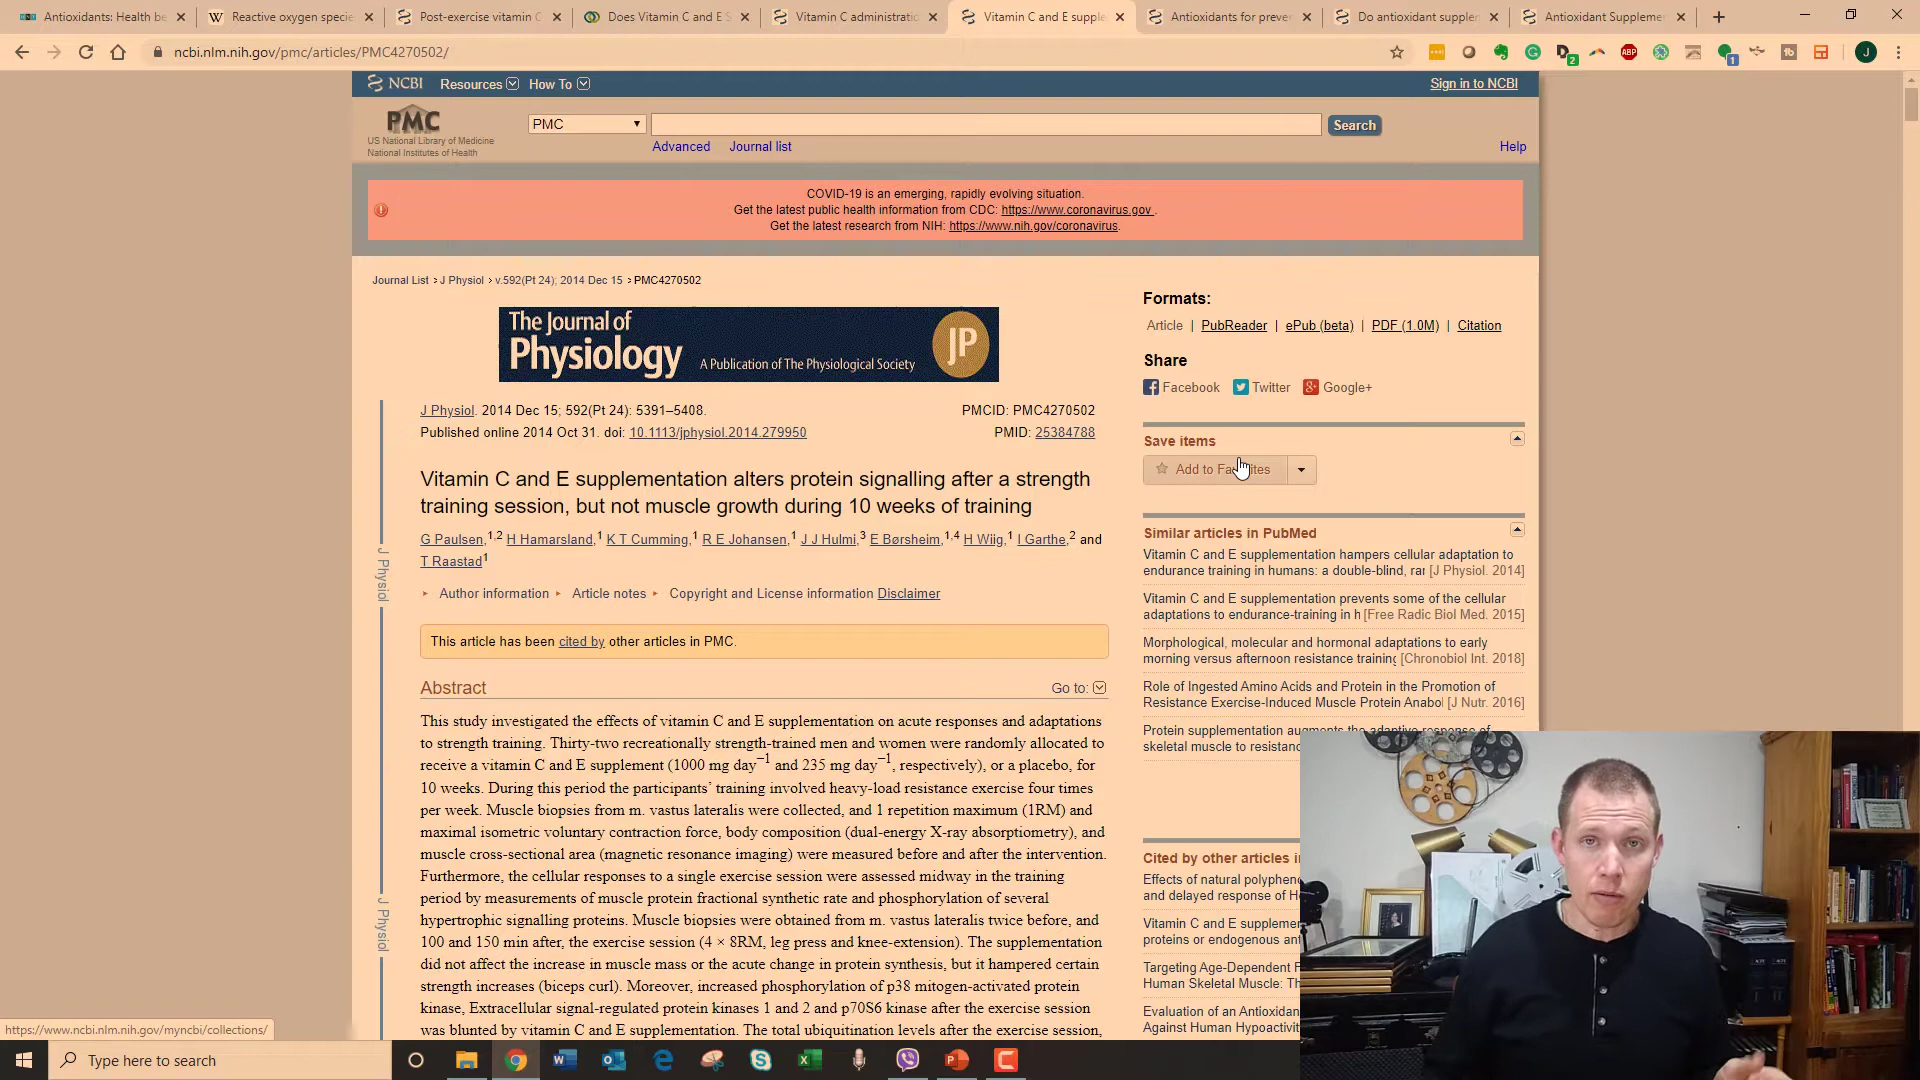 Antioxidants: Health be
Reactive oxygen specie
Post-exercise vitamin C
Does Vitamin C and E S
Vitamin C administratio
Vitamin C and E supple
Antioxidants for preve
Do antioxidant supple
Antioxidant Suppleme
ncbi.nlm.nih.gov/pmc/articles/PMC4270502/
NCBI Resources How To
Sign in to NCBI
PMC
US National Library of Medicine
National Institutes of Health
PMC
Search
Advanced Journal list
Help
COVID-19 is an emerging, rapidly evolving situation.
Get the latest public health information from CDC: https://www.coronavirus.gov .
Get the latest research from NIH: https://www.nih.gov/coronavirus.
Journal List > J Physiol > v.592(Pt 24); 2014 Dec 15 > PMC4270502
The Journal of
Physiology A Publication of The Physiological Society JP
J Physiol. 2014 Dec 15; 592(Pt 24): 5391–5408.
PMCID: PMC4270502
Published online 2014 Oct 31. doi: 10.1113/jphysiol.2014.279950
PMID: 25384788
Vitamin C and E supplementation alters protein signalling after a strength
training session, but not muscle growth during 10 weeks of training
G Paulsen,1,2 H Hamarsland,1 K T Cumming,1 R E Johansen,1 J J Hulmi,3 E Børsheim,1,4 H Wiig,1 I Garthe,2 and
T Raastad1
Author information Article notes Copyright and License information Disclaimer
This article has been cited by other articles in PMC.
Abstract
Go to:
This study investigated the effects of vitamin C and E supplementation on acute responses and adaptations
to strength training. Thirty-two recreationally strength-trained men and women were randomly allocated to
receive a vitamin C and E supplement (1000 mg day−1 and 235 mg day−1, respectively), or a placebo, for
10 weeks. During this period the participants’ training involved heavy-load resistance exercise four times
per week. Muscle biopsies from m. vastus lateralis were collected, and 1 repetition maximum (1RM) and
maximal isometric voluntary contraction force, body composition (dual-energy X-ray absorptiometry), and
muscle cross-sectional area (magnetic resonance imaging) were measured before and after the intervention.
Furthermore, the cellular responses to a single exercise session were assessed midway in the training
period by measurements of muscle protein fractional synthetic rate and phosphorylation of several
hypertrophic signalling proteins. Muscle biopsies were obtained from m. vastus lateralis twice before, and
100 and 150 min after, the exercise session (4 × 8RM, leg press and knee-extension). The supplementation
did not affect the increase in muscle mass or the acute change in protein synthesis, but it hampered certain
strength increases (biceps curl). Moreover, increased phosphorylation of p38 mitogen-activated protein
kinase, Extracellular signal-regulated protein kinases 1 and 2 and p70S6 kinase after the exercise session
was blunted by vitamin C and E supplementation. The total ubiquitination levels after the exercise session,
J Physiol
J Physiol
Formats:
Article | PubReader | ePub (beta) | PDF (1.0M) | Citation
Share
Facebook Twitter Google+
Save items
Add to Favorites
Similar articles in PubMed
Vitamin C and E supplementation hampers cellular adaptation to
endurance training in humans: a double-blind, rar [J Physiol. 2014]
Vitamin C and E supplementation prevents some of the cellular
adaptations to endurance-training in h [Free Radic Biol Med. 2015]
Morphological, molecular and hormonal adaptations to early
morning versus afternoon resistance training [Chronobiol Int. 2018]
Role of Ingested Amino Acids and Protein in the Promotion of
Resistance Exercise-Induced Muscle Protein Anabol [J Nutr. 2016]
Protein supplementation augments the adaptive response of
skeletal muscle to resistanc
Cited by other articles i
Effects of natural polyphen
and delayed response of H
Vitamin C and E supplemen
proteins or endogenous ant
Targeting Age-Dependent F
Human Skeletal Muscle: Th
Evaluation of an Antioxidan
Against Human Hypoactivit
https://www.ncbi.nlm.nih.gov/myncbi/collections/
Type here to search